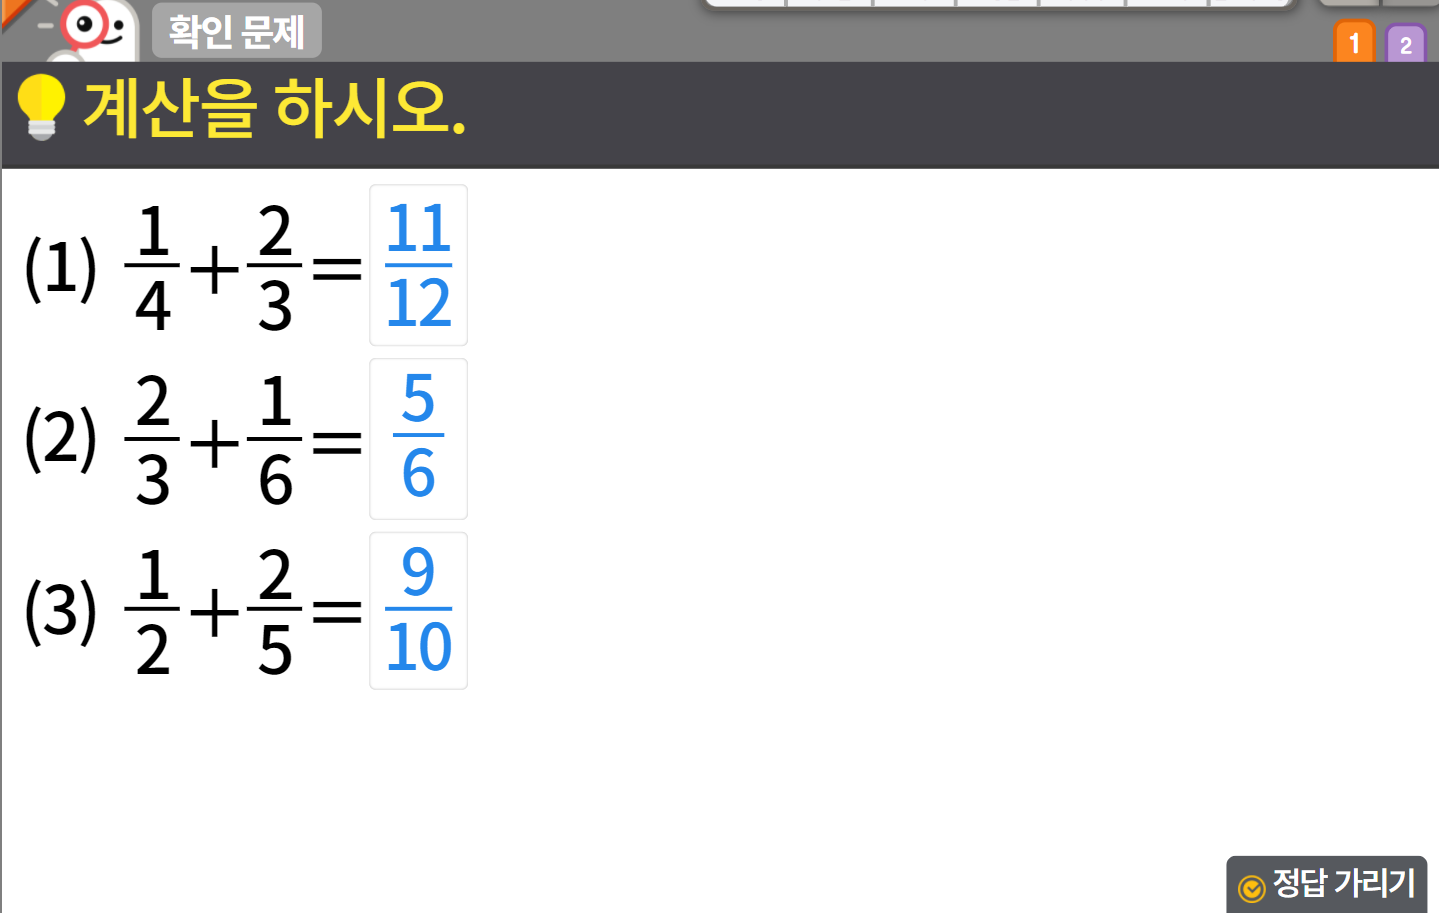 확인 문제
1 2
계산을 하시오.
(1) 1/4 + 2/3 = 11/12
(2) 2/3 + 1/6 = 5/6
(3) 1/2 + 2/5 = 9/10
정답 가리기